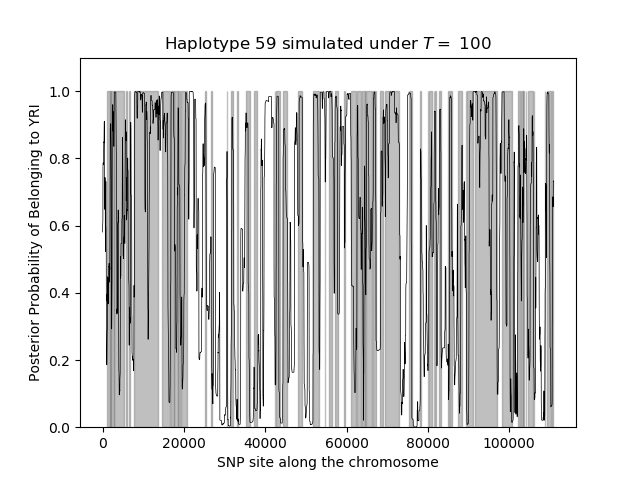 Haplotype 59 simulated under T = 100
Posterior Probability of Belonging to YRI
1.0
0.8
0.6
0.4
0.2
0.0
0 20000 40000 60000 80000 100000
SNP site along the chromosome